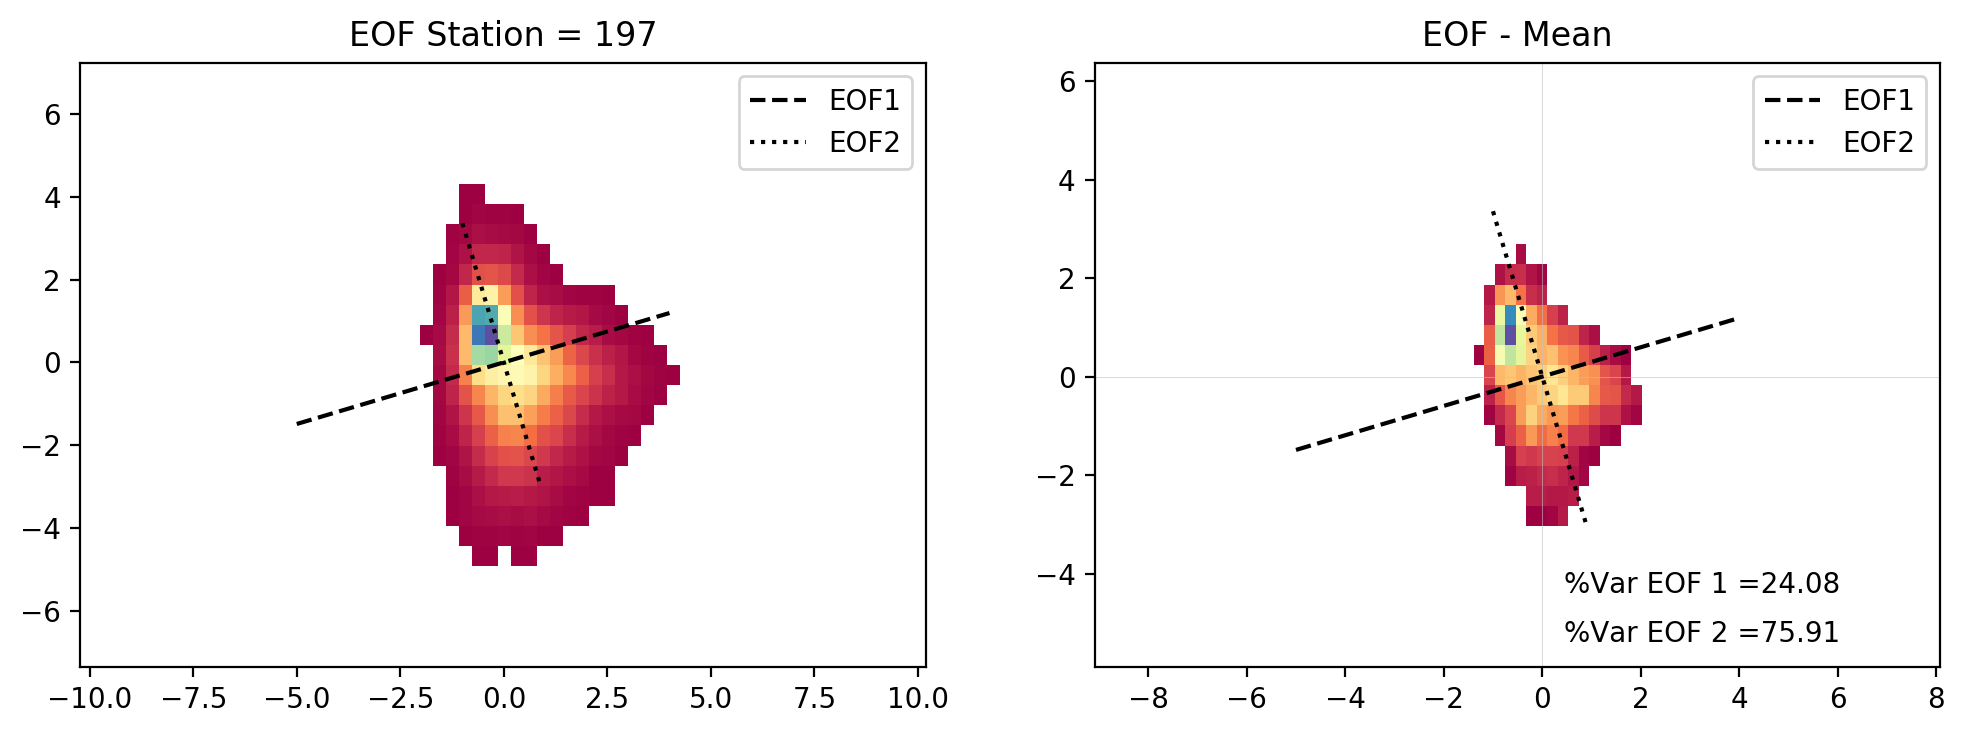 EOF Station = 197
EOF1
EOF2
6
4
2
0
−2
−4
−6
−10.0 −7.5 −5.0 −2.5 0.0 2.5 5.0 7.5 10.0
EOF - Mean
EOF1
EOF2
6
4
2
0
−2
−4
%Var EOF 1 =24.08
%Var EOF 2 =75.91
−8 −6 −4 −2 0 2 4 6 8